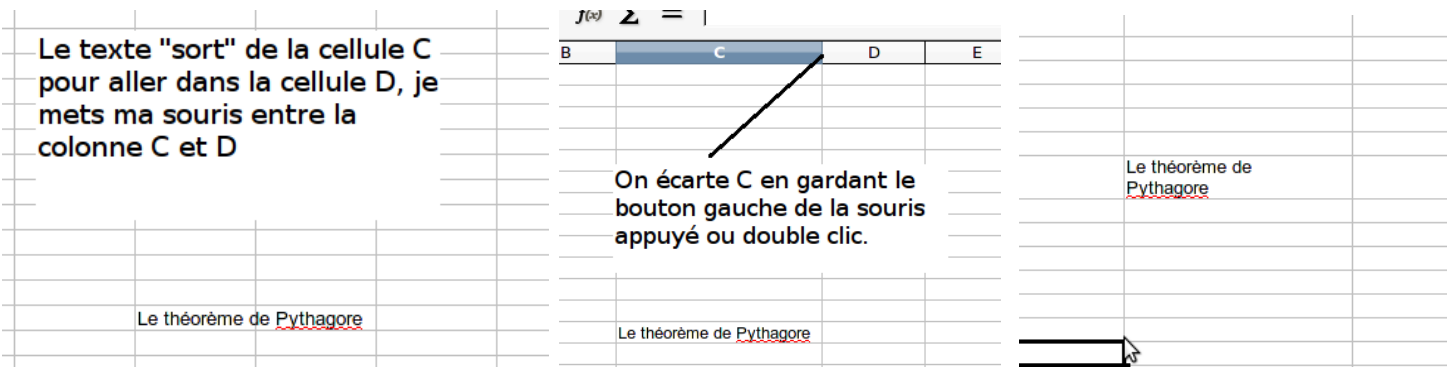 Le texte "sort" de la cellule C
pour aller dans la cellule D, je
mets ma souris entre la
colonne C et D
Le théorème de Pythagore
f(x) Σ =
B C D E
On écarte C en gardant le
bouton gauche de la souris
appuyé ou double clic.
Le théorème de Pythagore
Le théorème de
Pythagore